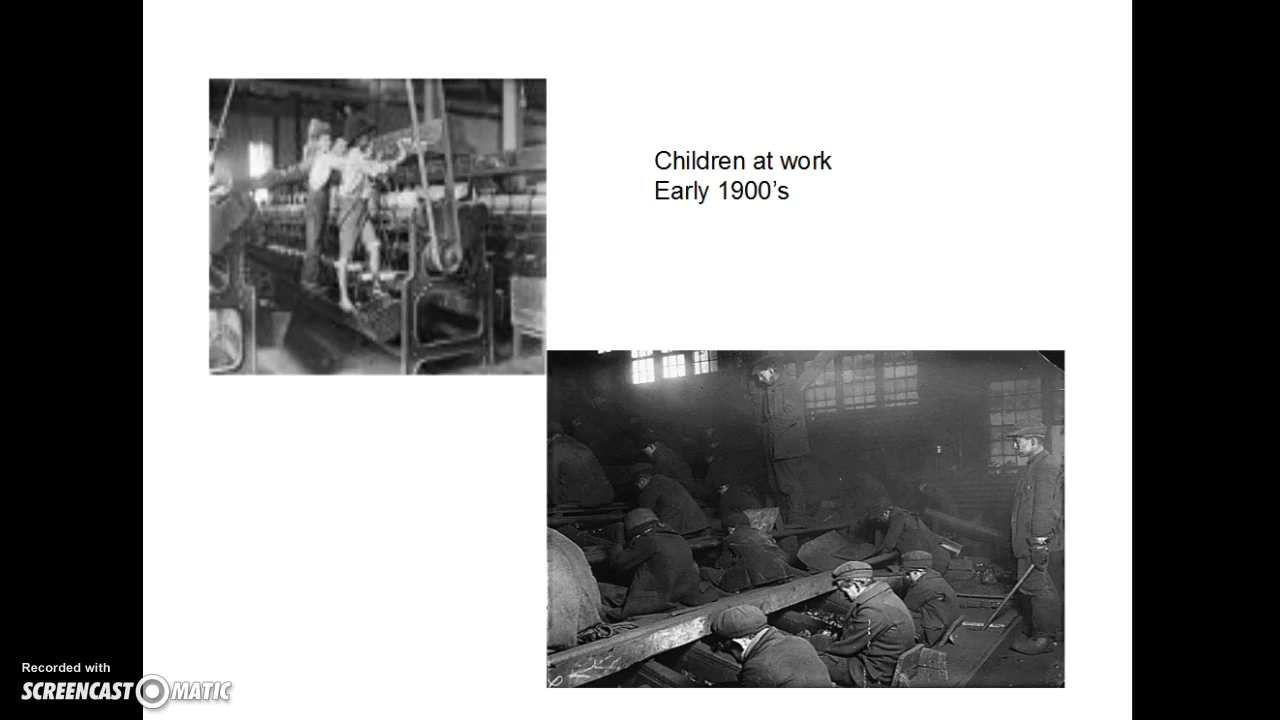 Children at work
Early 1900’s
Recorded with
SCREENCAST MATIC